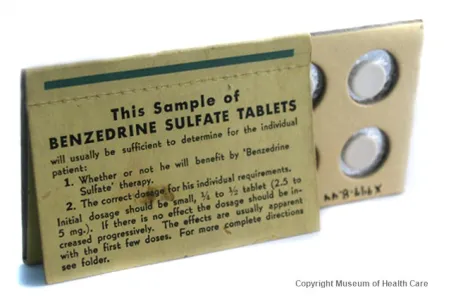 This Sample of
BENZEDRINE SULFATE TABLETS
will usually be sufficient to determine for the individual
patient:
1. Whether or not he will benefit by 'Benzedrine
Sulfate' therapy.
2. The correct dosage for his individual requirements.
Initial dosage should be small, ¼ to ½ tablet (2.5 to
5 mg.). If there is no effect the dosage should be in-
creased progressively. The effects are usually apparent
with the first few doses. For more complete directions
see folder.
X999.8.44
Copyright Museum of Health Care